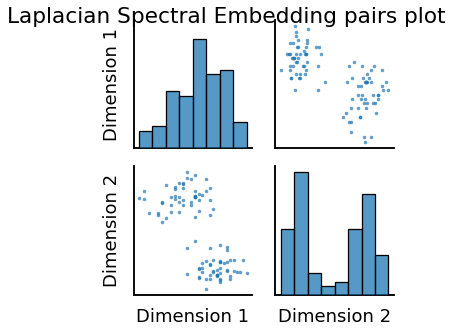 Laplacian Spectral Embedding pairs plot
Dimension 1
Dimension 2
Dimension 1
Dimension 2